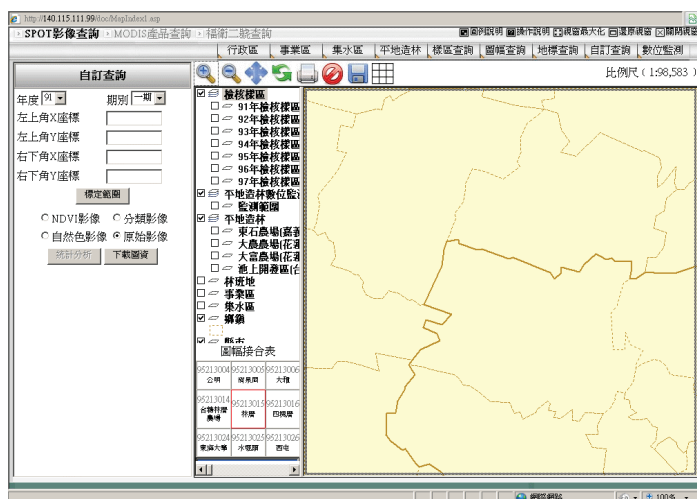 http://140.115.111.99/doc/MspIndex1.asp
SPOT影像查詢 MODIS產品查詢 福衛二號查詢
圖例說明 操作說明 視窗最大化 還原視窗 關閉視窗
行政區 事業區 集水區 平地造林 樣區查詢 圖幅查詢 地標查詢 自訂查詢 數位監測
自訂查詢
比例尺 ( 1:98,583 )
年度 91 期別 一期
左上角X座標
左上角Y座標
右下角X座標
右下角Y座標
標定範圍
NDVI影像 分類影像
自然色影像 原始影像
統計分析 下載圖資
檢核樣區
91年檢核樣區
92年檢核樣區
93年檢核樣區
94年檢核樣區
95年檢核樣區
96年檢核樣區
97年檢核樣區
平地造林數位監
監測範圍
平地造林
東石農場(嘉義
大農農場(花蓮
大富農場(花蓮
池上開發區(台
林班地
事業區
集水區
鄉鎮
縣市
圖幅接合表
95213004 95213005 95213006
公明 大雅
95213014 95213015 95213016
農場 林厝
95213024 95213025 95213026
東海大學 水堀頭 西屯
網際網路 100%